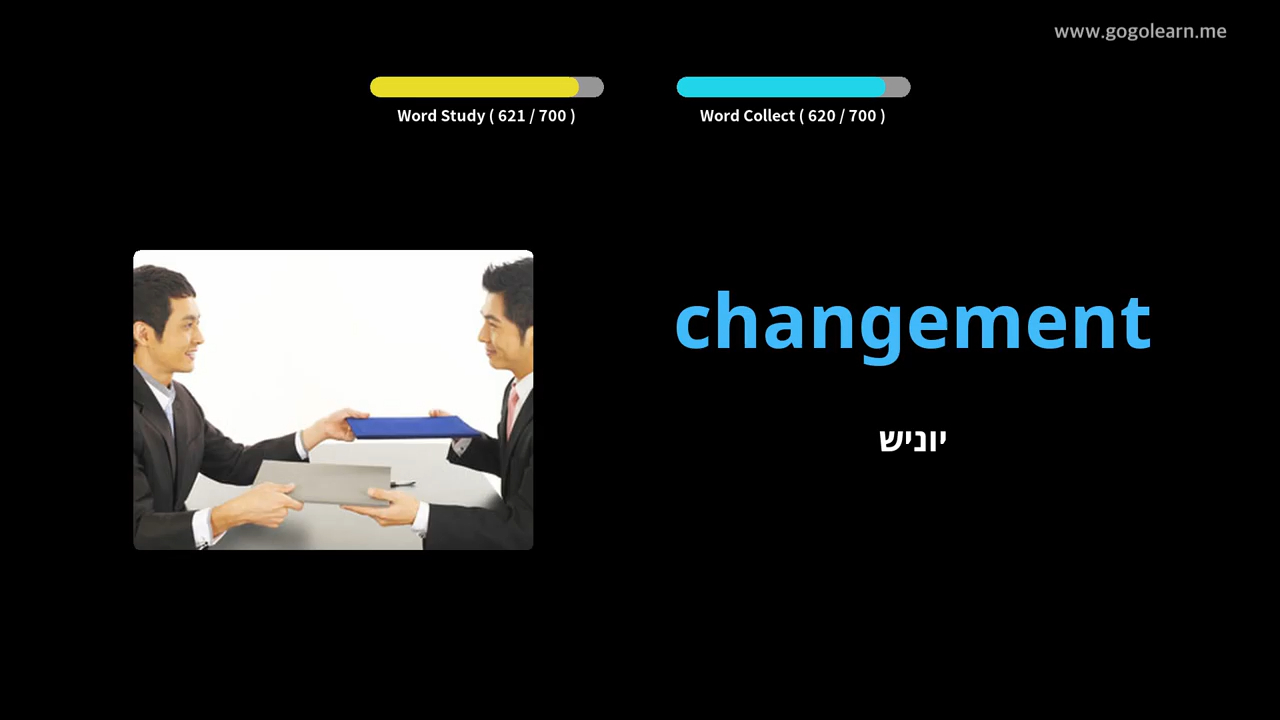 www.gogolearn.me
Word Study ( 621 / 700 )
Word Collect ( 620 / 700 )
changement
יוניש